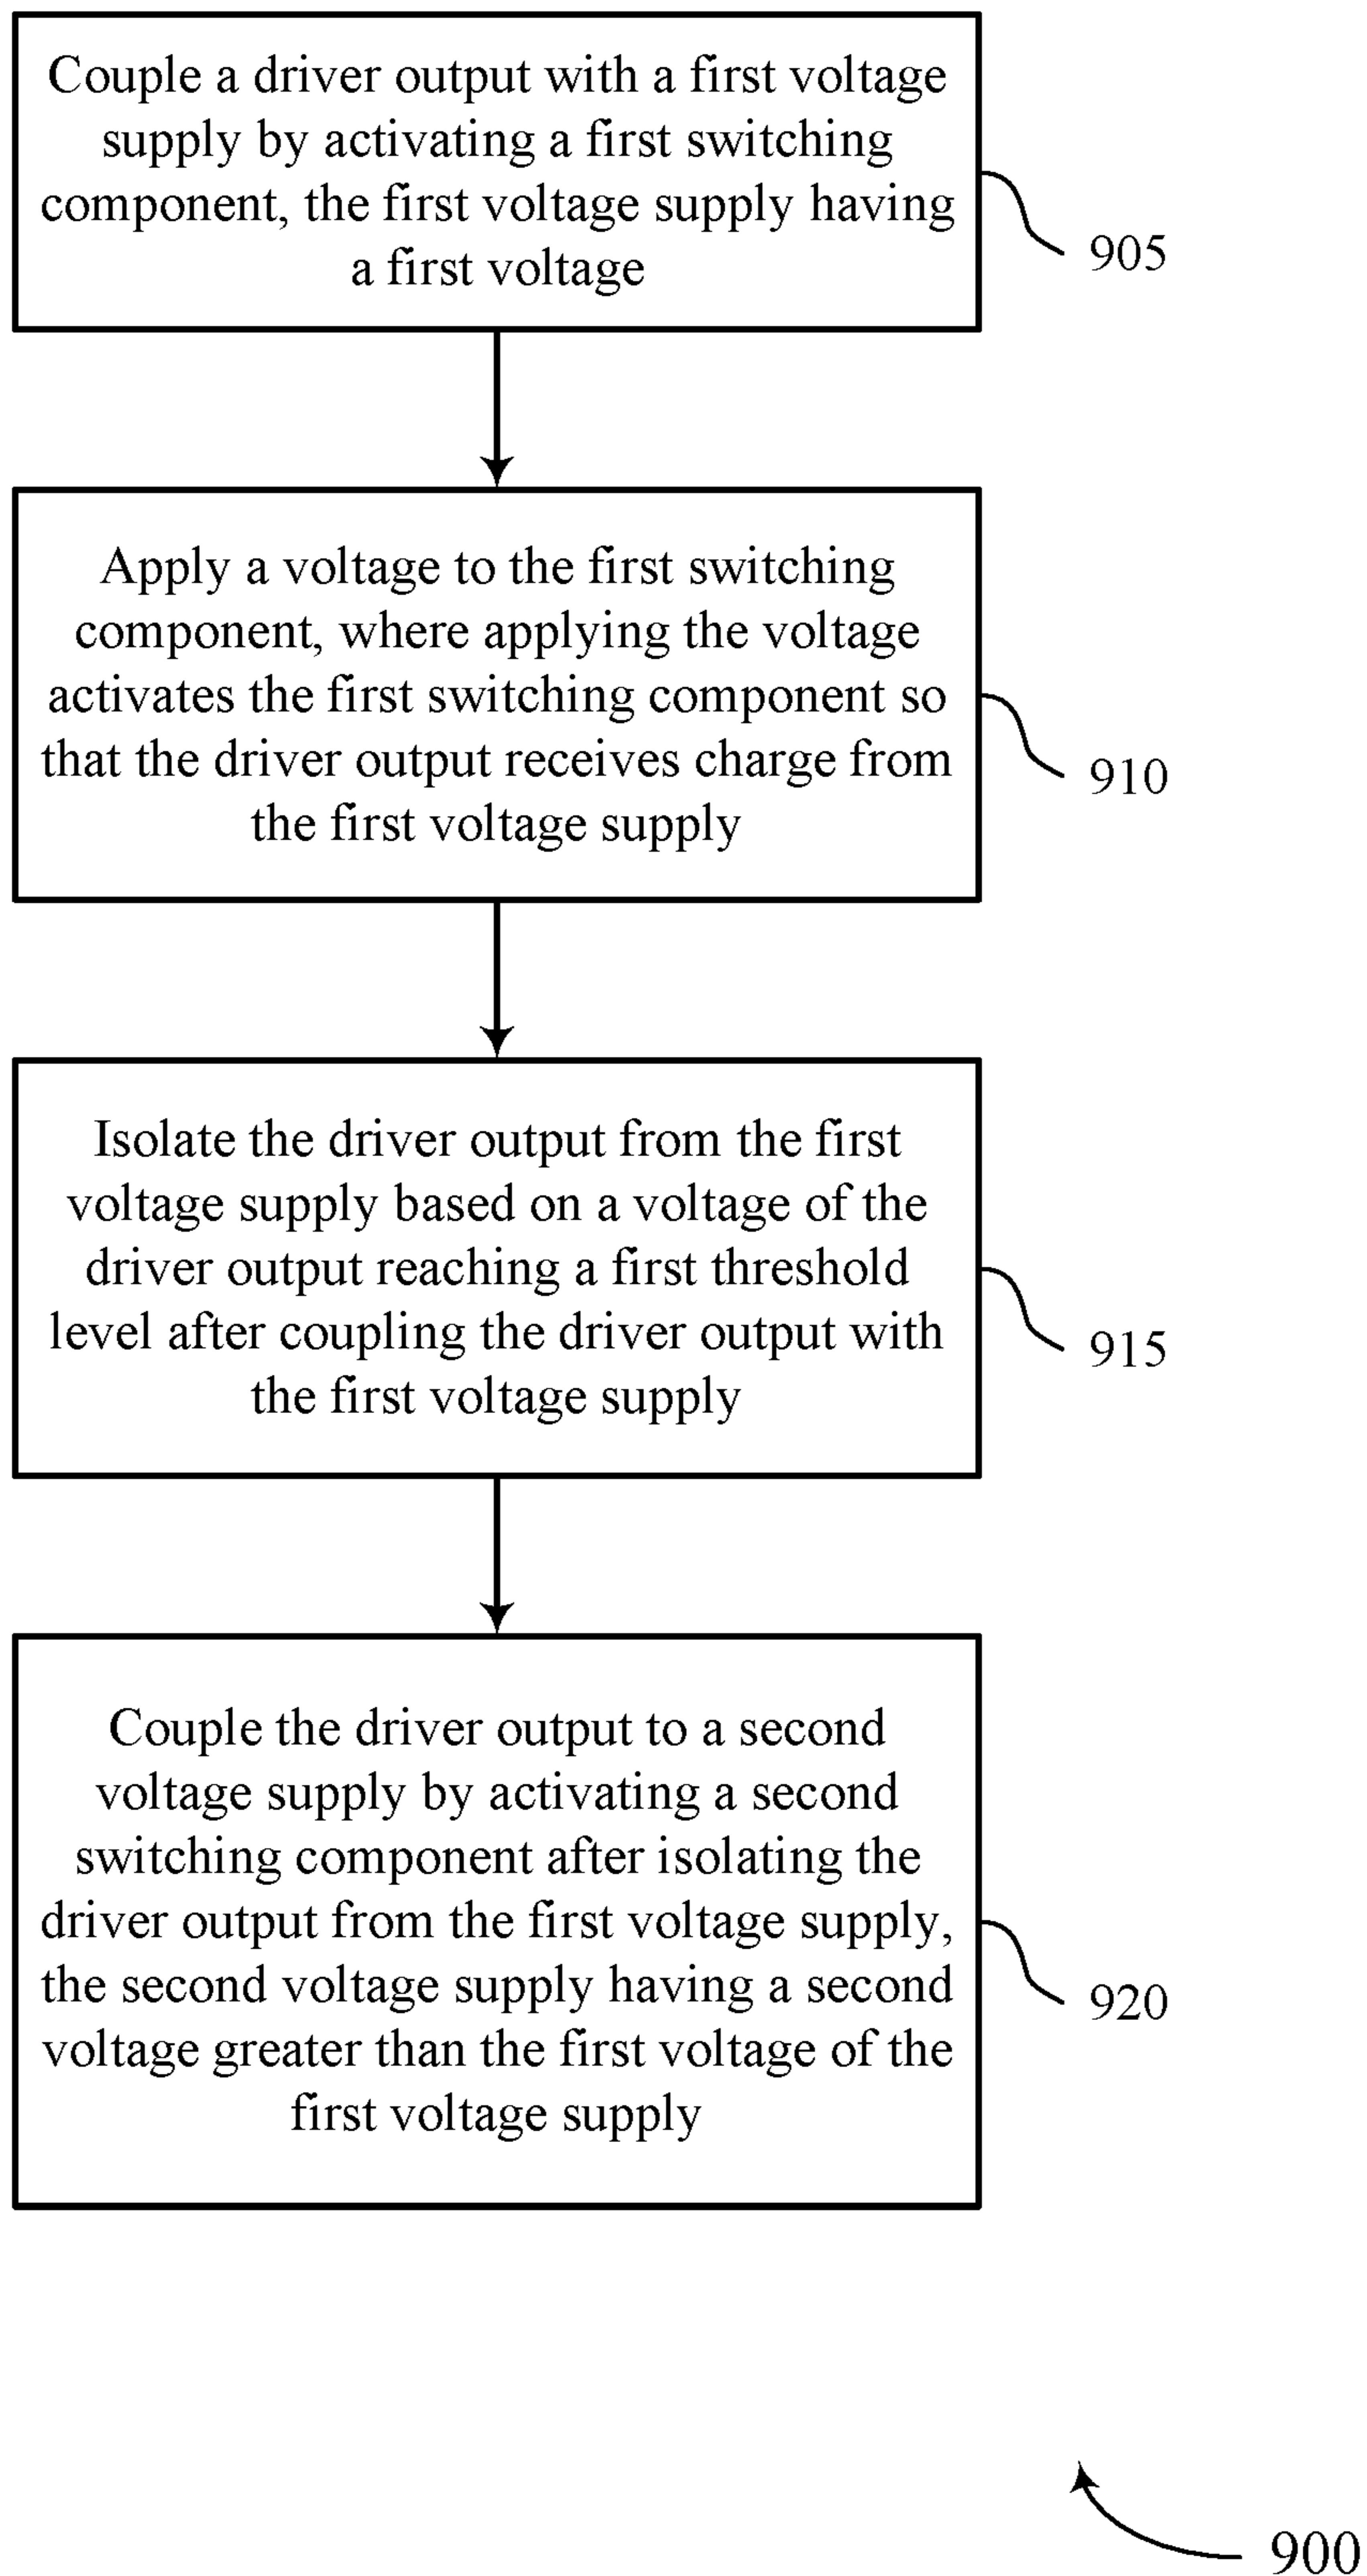 Couple a driver output with a first voltage
supply by activating a first switching
component, the first voltage supply having
a first voltage
905
Apply a voltage to the first switching
component, where applying the voltage
activates the first switching component so
that the driver output receives charge from
the first voltage supply
910
Isolate the driver output from the first
voltage supply based on a voltage of the
driver output reaching a first threshold
level after coupling the driver output with
the first voltage supply
915
Couple the driver output to a second
voltage supply by activating a second
switching component after isolating the
driver output from the first voltage supply,
the second voltage supply having a second
voltage greater than the first voltage of the
first voltage supply
920
900